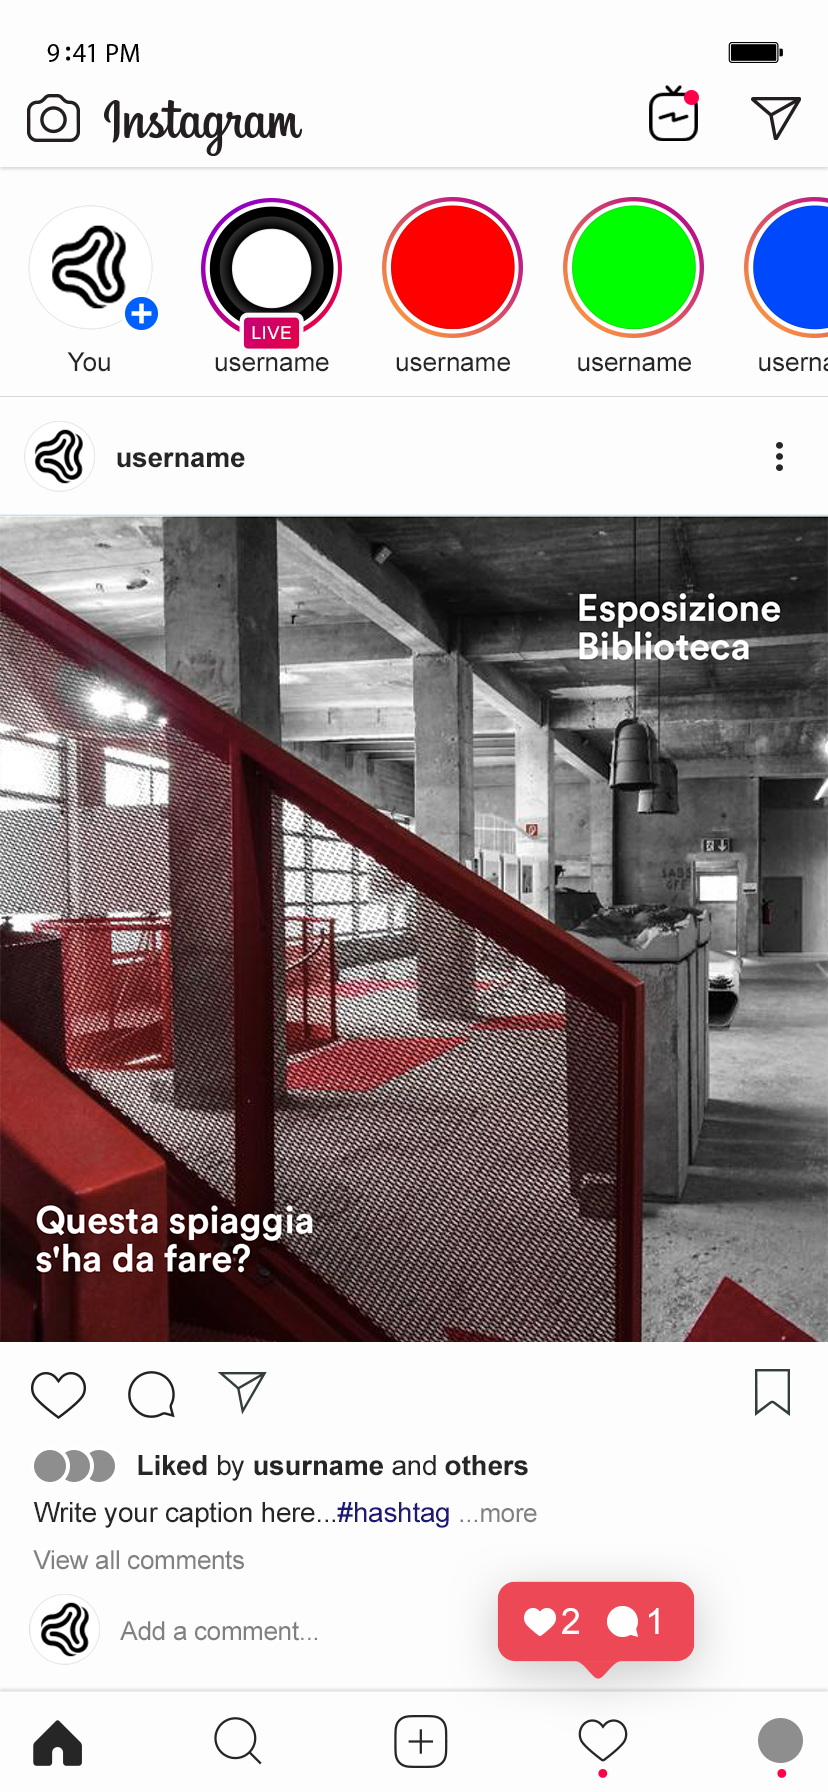 9:41 PM
Instagram
LIVE
You
username
username
username
userna
username
Esposizione
Biblioteca
Questa spiaggia
s'ha da fare?
Liked by usurname and others
Write your caption here...#hashtag ...more
View all comments
2 1
Add a comment...